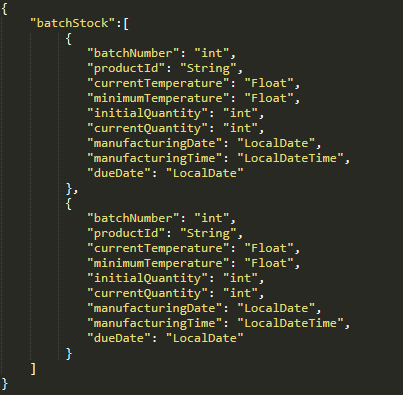 {
    "batchStock":[
        {
            "batchNumber": "int",
            "productId": "String",
            "currentTemperature": "Float",
            "minimumTemperature": "Float",
            "initialQuantity": "int",
            "currentQuantity": "int",
            "manufacturingDate": "LocalDate",
            "manufacturingTime": "LocalDateTime",
            "dueDate": "LocalDate"
        },
        {
            "batchNumber": "int",
            "productId": "String",
            "currentTemperature": "Float",
            "minimumTemperature": "Float",
            "initialQuantity": "int",
            "currentQuantity": "int",
            "manufacturingDate": "LocalDate",
            "manufacturingTime": "LocalDateTime",
            "dueDate": "LocalDate"
        }
    ]
}